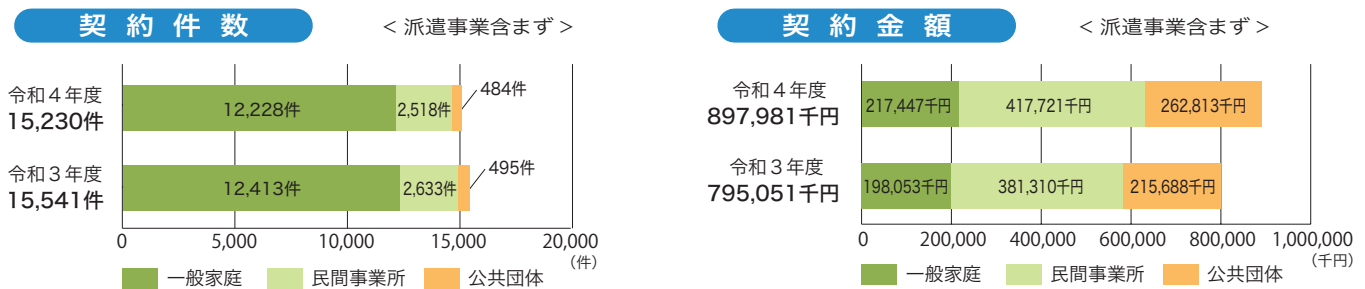 契約件数
＜派遣事業含まず＞
令和４年度
15,230件
12,228件
2,518件
484件
令和３年度
15,541件
12,413件
2,633件
495件
0 5,000 10,000 15,000 20,000
（件）
一般家庭 民間事業所 公共団体
契約金額
＜派遣事業含まず＞
令和４年度
897,981千円
217,447千円
417,721千円
262,813千円
令和３年度
795,051千円
198,053千円
381,310千円
215,688千円
0 200,000 400,000 600,000 800,000 1,000,000
（千円）
一般家庭 民間事業所 公共団体